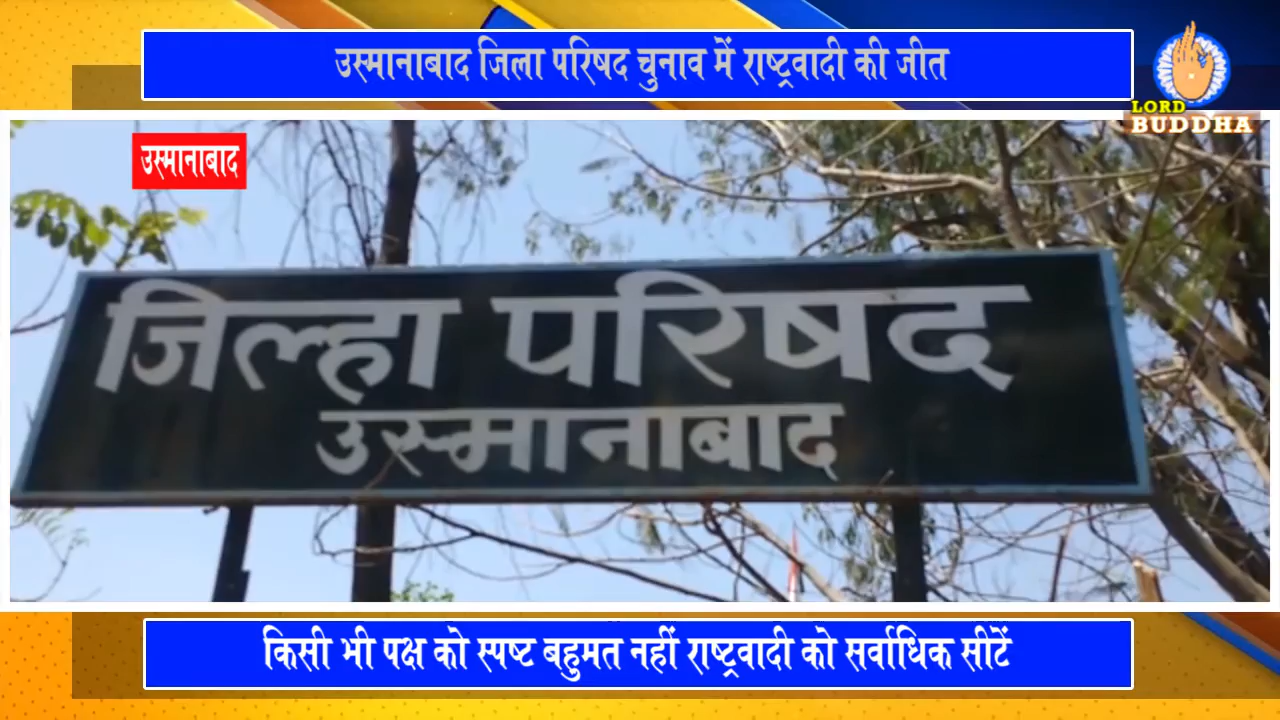 उस्मानाबाद जिला परिषद चुनाव में राष्ट्रवादी की जीत
LORD
BUDDHA
उस्मानाबाद
जिल्हा परिषद
उस्मानाबाद
किसी भी पक्ष को स्पष्ट बहुमत नहीं राष्ट्रवादी को सर्वाधिक सीटें